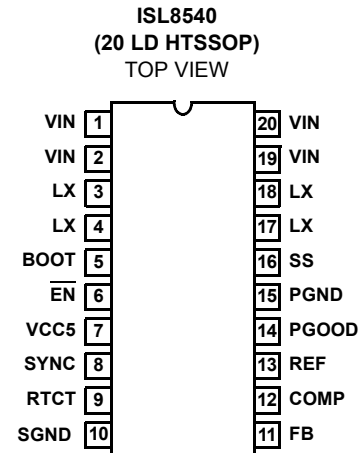 ISL8540
(20 LD HTSSOP)
TOP VIEW
VIN 1 20 VIN
VIN 2 19 VIN
LX 3 18 LX
LX 4 17 LX
BOOT 5 16 SS
E̅N̅ 6 15 PGND
VCC5 7 14 PGOOD
SYNC 8 13 REF
RTCT 9 12 COMP
SGND 10 11 FB